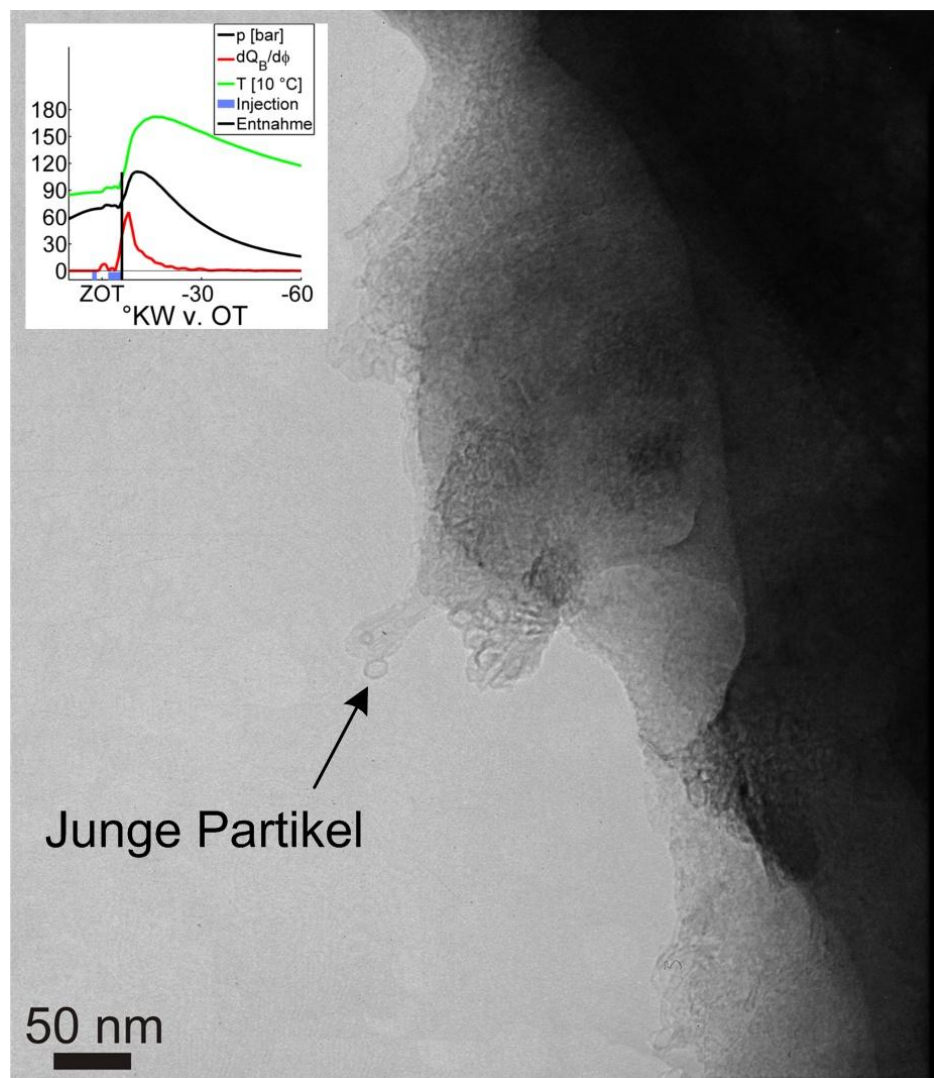 p [bar]
dQB/dϕ
T [10 °C]
Injection
Entnahme
180
150
120
90
60
30
0
ZOT -30 -60
°KW v. OT
Junge Partikel
50 nm